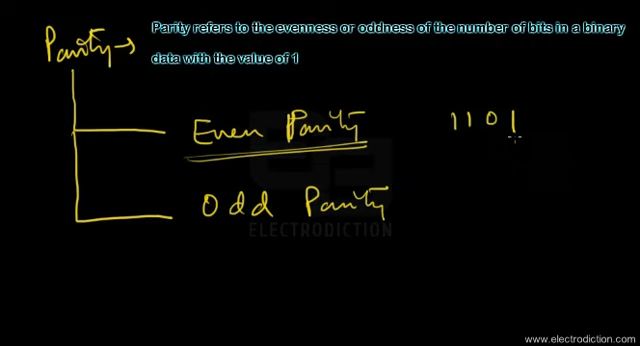 Parity → Parity refers to the evenness or oddness of the number of bits in a binary
data with the value of 1
Even Parity 1101
Odd Parity
ELECTRODICTION
www.electrodiction.com